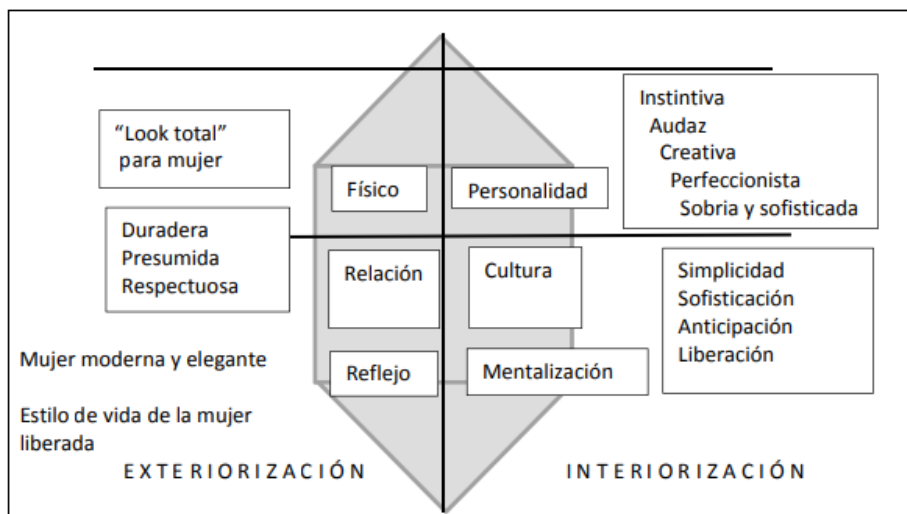 “Look total”
para mujer
Instintiva
Audaz
Creativa
Perfeccionista
Sobria y sofisticada
Físico
Personalidad
Duradera
Presumida
Respectuosa
Relación
Cultura
Simplicidad
Sofisticación
Anticipación
Liberación
Mujer moderna y elegante
Reflejo
Mentalización
Estilo de vida de la mujer
liberada
EXTERIORIZACIÓN
INTERIORIZACIÓN